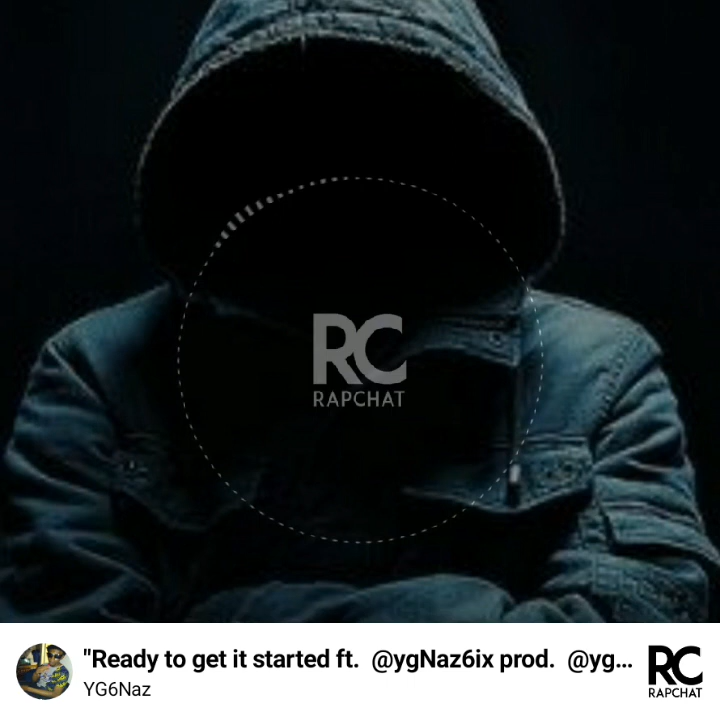 RC
RAPCHAT
"Ready to get it started ft. @ygNaz6ix prod. @yg...
YG6Naz
RC
RAPCHAT